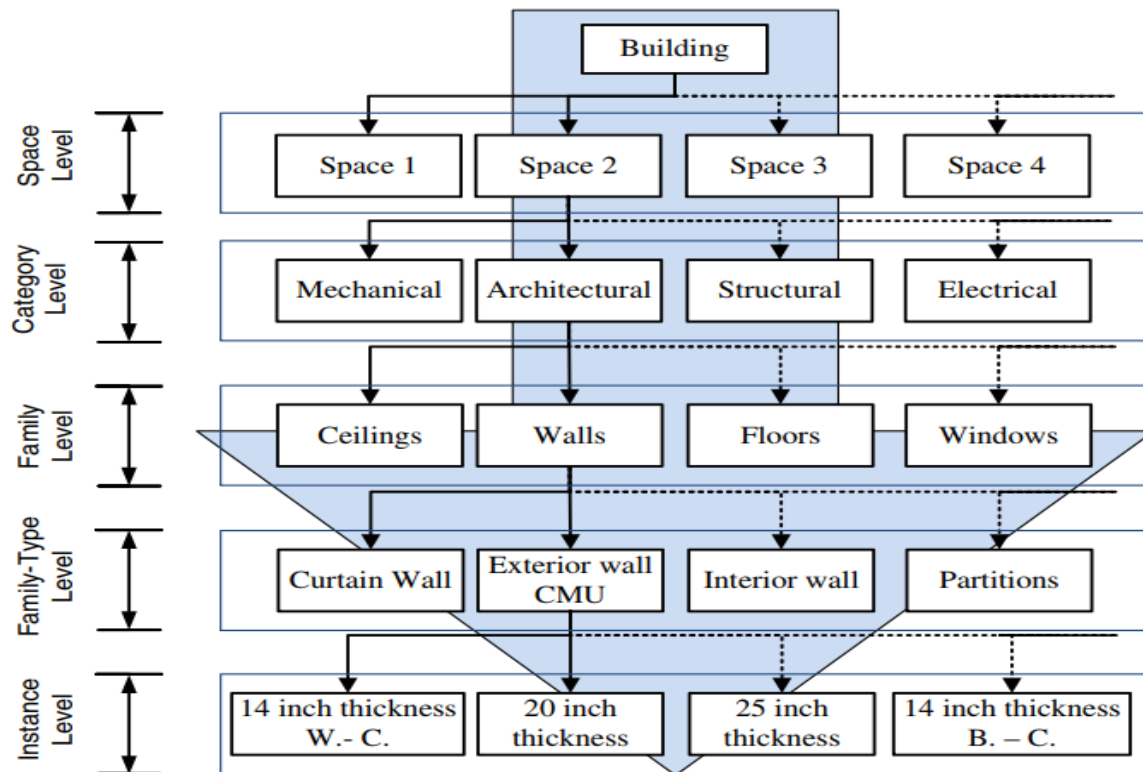 Building
Space
Level
Space 1
Space 2
Space 3
Space 4
Category
Level
Mechanical
Architectural
Structural
Electrical
Family
Level
Ceilings
Walls
Floors
Windows
Family-Type
Level
Curtain Wall
Exterior wall
CMU
Interior wall
Partitions
Instance
Level
14 inch thickness
W.- C.
20 inch
thickness
25 inch
thickness
14 inch thickness
B. – C.